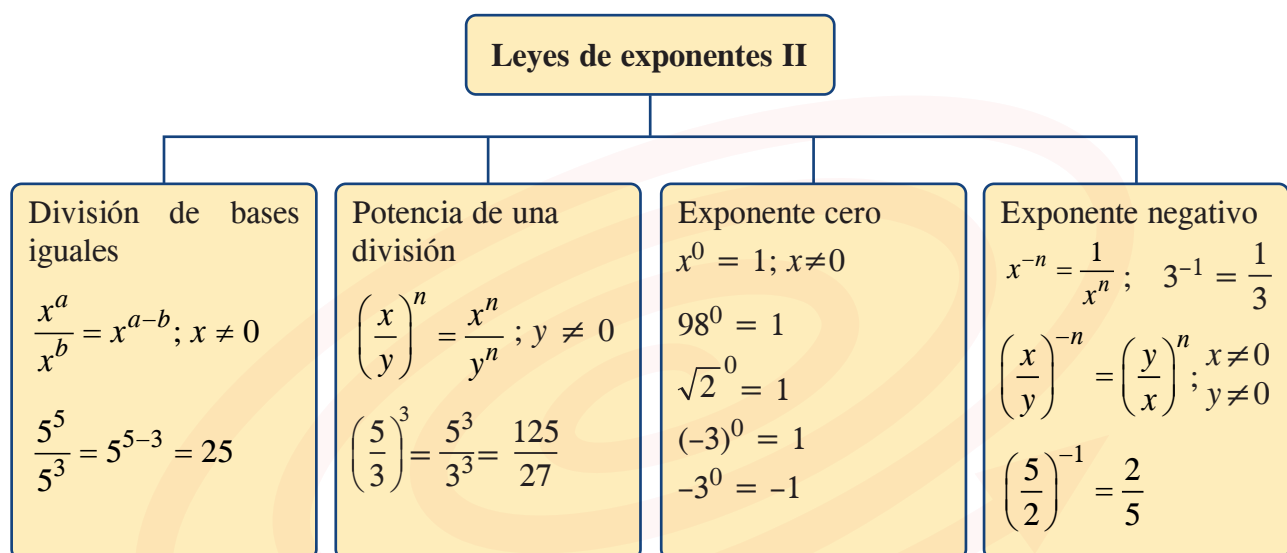 Leyes de exponentes II
División de bases
iguales
x^a/x^b = x^(a–b); x ≠ 0
5^5/5^3 = 5^(5–3) = 25
Potencia de una
división
(x/y)^n = x^n/y^n ; y ≠ 0
(5/3)^3 = 5^3/3^3 = 125/27
Exponente cero
x^0 = 1; x≠0
98^0 = 1
√2^0 = 1
(–3)^0 = 1
–3^0 = –1
Exponente negativo
x^(–n) = 1/x^n ; 3^(–1) = 1/3
(x/y)^(–n) = (y/x)^n; x≠0 y≠0
(5/2)^(–1) = 2/5